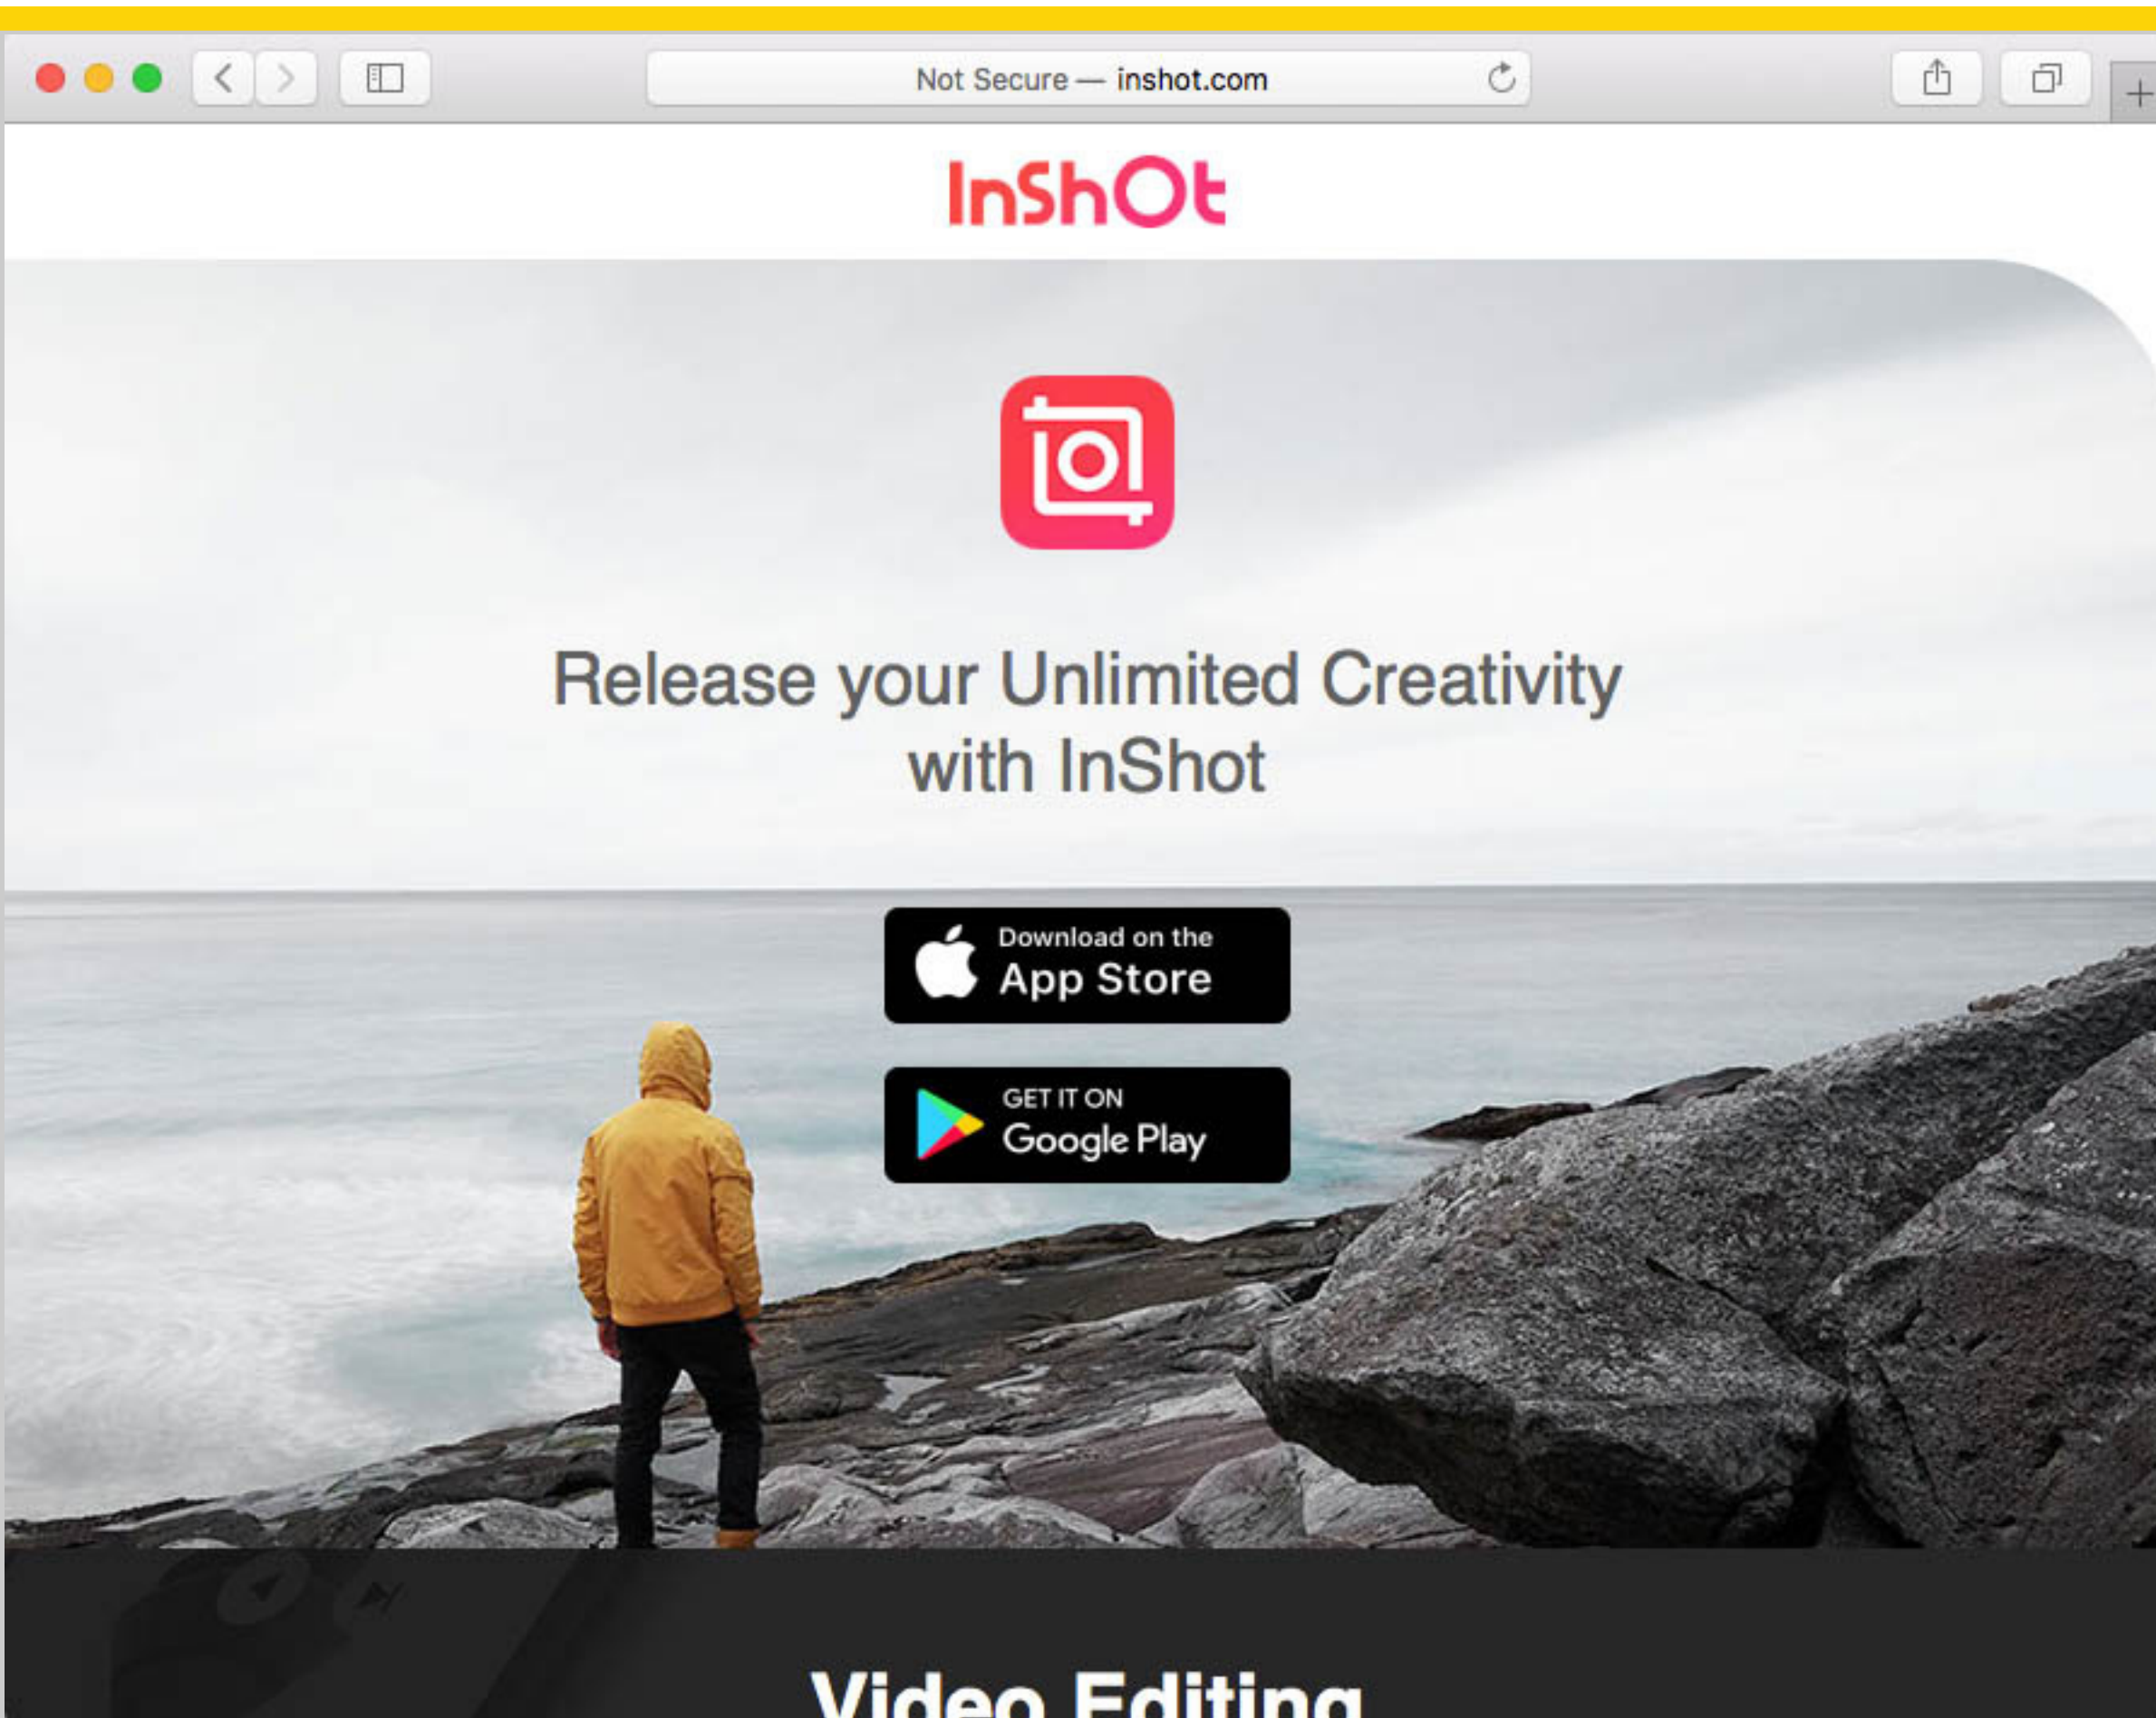 Not Secure — inshot.com
InShOt
Release your Unlimited Creativity
with InShot
Download on the
App Store
GET IT ON
Google Play
Video Editing